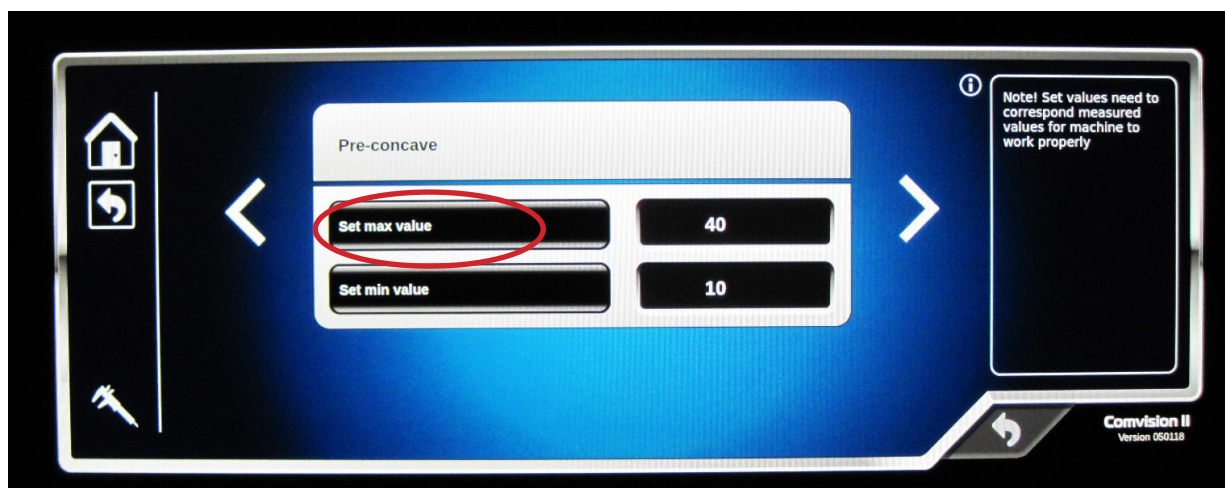 Pre-concave
Set max value
40
Set min value
10
Note! Set values need to
correspond measured
values for machine to
work properly
Comvision II
Version 050118